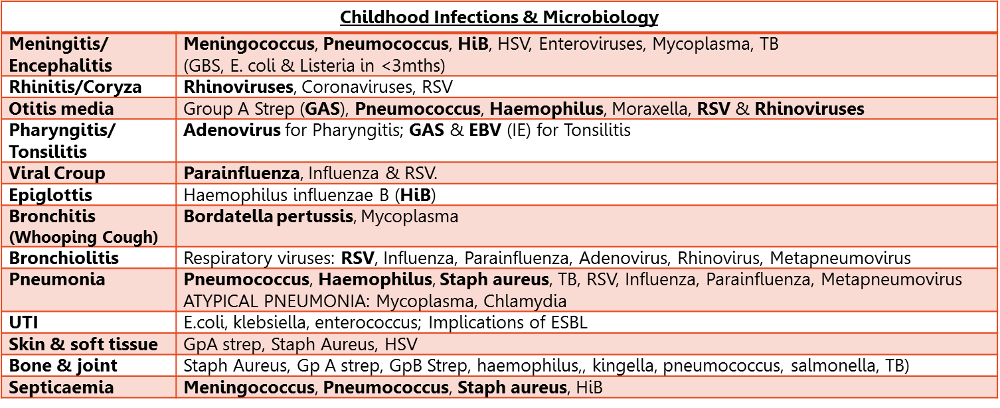 Childhood Infections & Microbiology
Meningitis/ Meningococcus, Pneumococcus, HiB, HSV, Enteroviruses, Mycoplasma, TB
Encephalitis (GBS, E. coli & Listeria in <3mths)
Rhinitis/Coryza Rhinoviruses, Coronaviruses, RSV
Otitis media Group A Strep (GAS), Pneumococcus, Haemophilus, Moraxella, RSV & Rhinoviruses
Pharyngitis/ Adenovirus for Pharyngitis; GAS & EBV (IE) for Tonsilitis
Tonsilitis
Viral Croup Parainfluenza, Influenza & RSV.
Epiglottis Haemophilus influenzae B (HiB)
Bronchitis Bordatella pertussis, Mycoplasma
(Whooping Cough)
Bronchiolitis Respiratory viruses: RSV, Influenza, Parainfluenza, Adenovirus, Rhinovirus, Metapneumovirus
Pneumonia Pneumococcus, Haemophilus, Staph aureus, TB, RSV, Influenza, Parainfluenza, Metapneumovirus
ATYPICAL PNEUMONIA: Mycoplasma, Chlamydia
UTI E.coli, klebsiella, enterococcus; Implications of ESBL
Skin & soft tissue GpA strep, Staph Aureus, HSV
Bone & joint Staph Aureus, Gp A strep, GpB Strep, haemophilus,, kingella, pneumococcus, salmonella, TB)
Septicaemia Meningococcus, Pneumococcus, Staph aureus, HiB